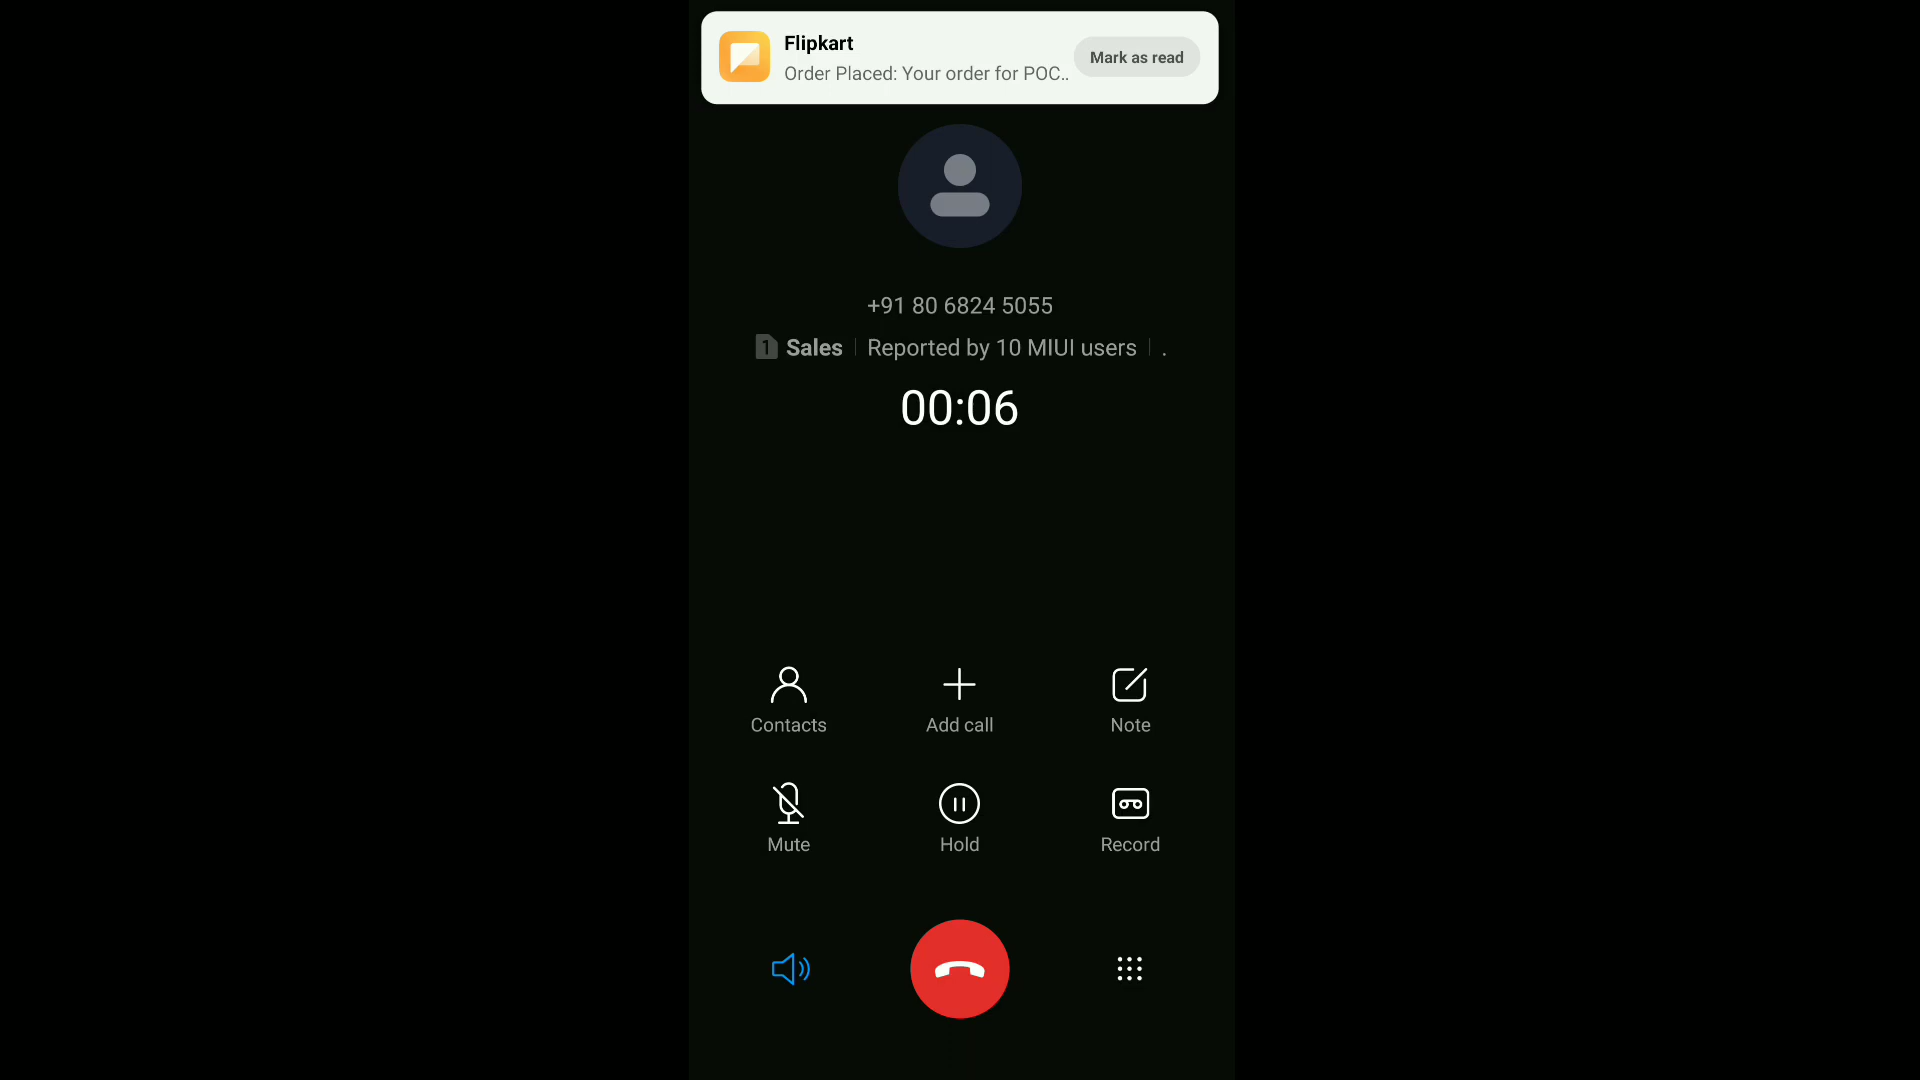 Flipkart
Order Placed: Your order for POC..
Mark as read
+91 80 6824 5055
1 Sales | Reported by 10 MIUI users | .
00:06
Contacts
Add call
Note
Mute
Hold
Record